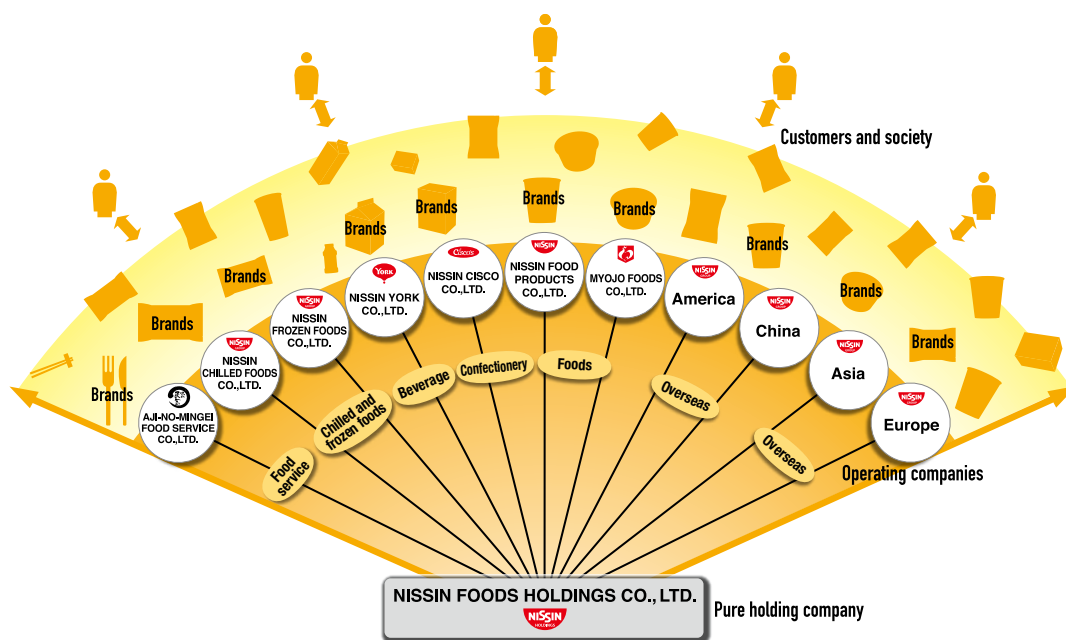 Customers and society
Brands
Brands
Brands
Brands
Brands
Brands
Brands
Brands
Brands
Brands
Cisco's
NISSIN CISCO
CO.,LTD.
NISSIN
NISSIN FOOD
PRODUCTS
CO.,LTD.
MYOJO FOODS
CO.,LTD.
YORK
NISSIN YORK
CO.,LTD.
NISSIN
America
NISSIN
NISSIN
FROZEN FOODS
CO.,LTD.
NISSIN
China
NISSIN
NISSIN
CHILLED FOODS
CO.,LTD.
NISSIN
Asia
AJI-NO-MINGEI
FOOD SERVICE
CO.,LTD.
NISSIN
Europe
Food
service
Chilled and
frozen foods
Beverage
Confectionery
Foods
Overseas
Overseas
Operating companies
NISSIN FOODS HOLDINGS CO., LTD.
NISSIN
HOLDINGS
Pure holding company